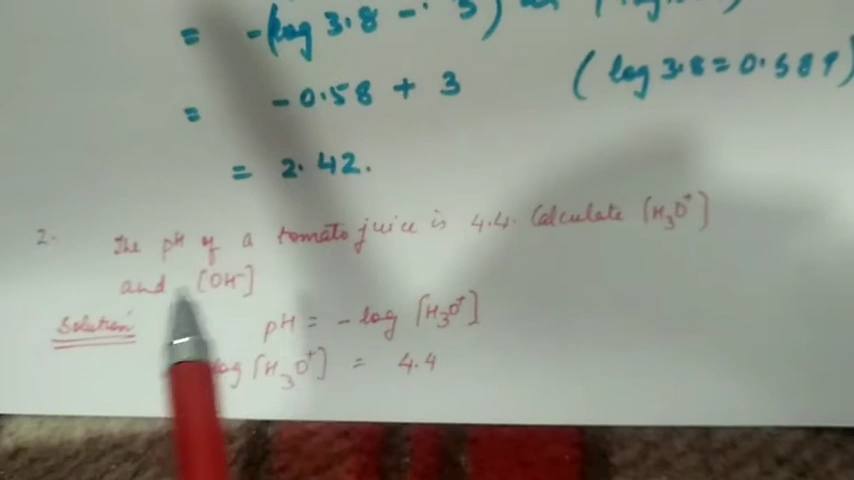 = -(log 3.8 - 3)
= -0.58 + 3 (log 3.8 = 0.5819)
= 2.42.
2. The pH of a tomato juice is 4.4. Calculate [H3O+]
and [OH-]
Solution pH = -log [H3O+]
log [H3O+] = 4.4